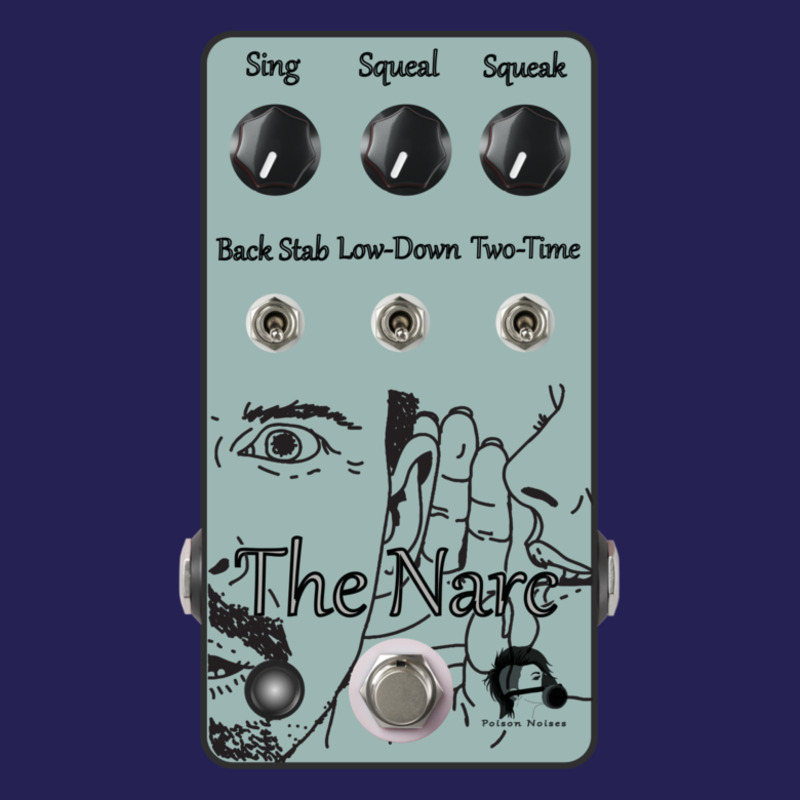 Sing Squeal Squeak
Back Stab Low-Down Two-Time
The Narc
Poison Noises